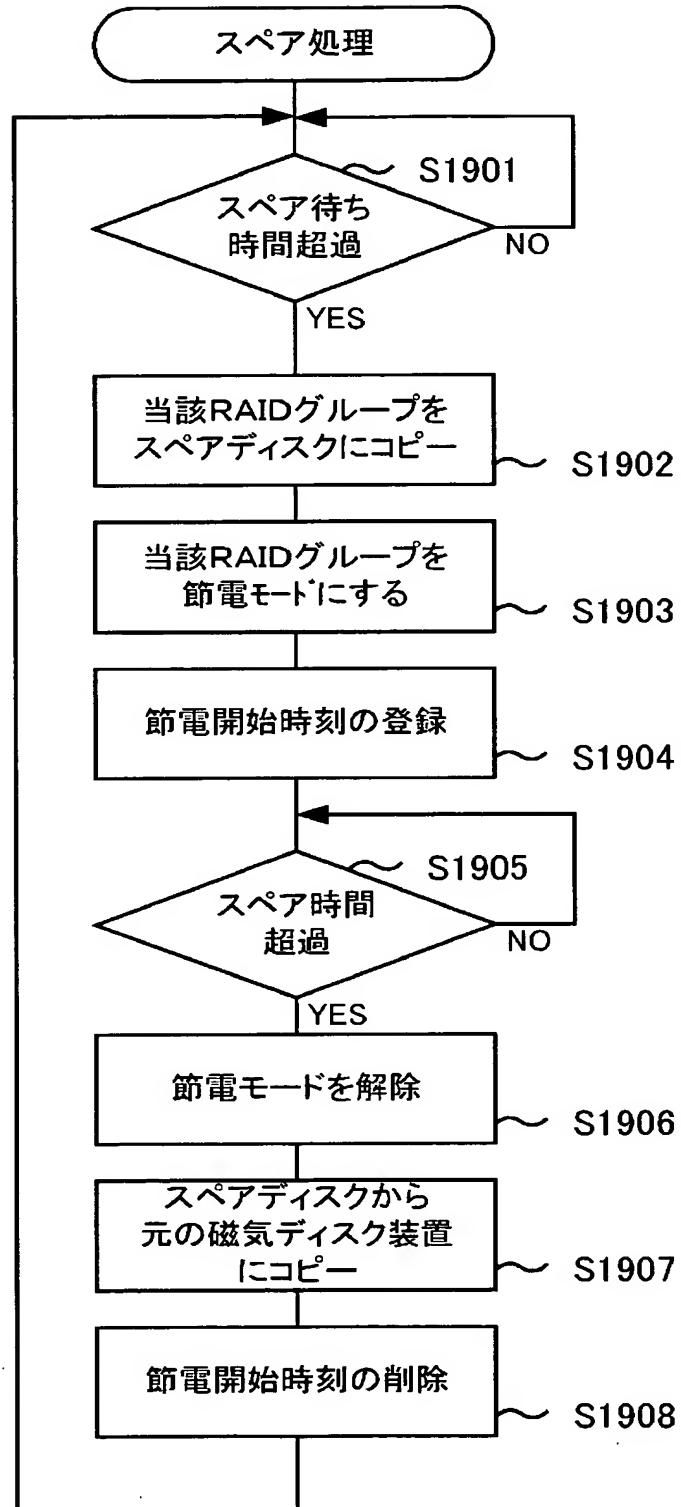 スペア処理
S1901
スペア待ち
時間超過
NO
YES
当該RAIDグループを
スペアディスクにコピー
S1902
当該RAIDグループを
節電モードにする
S1903
節電開始時刻の登録
S1904
S1905
スペア時間
超過
NO
YES
節電モードを解除
S1906
スペアディスクから
元の磁気ディスク装置
にコピー
S1907
節電開始時刻の削除
S1908